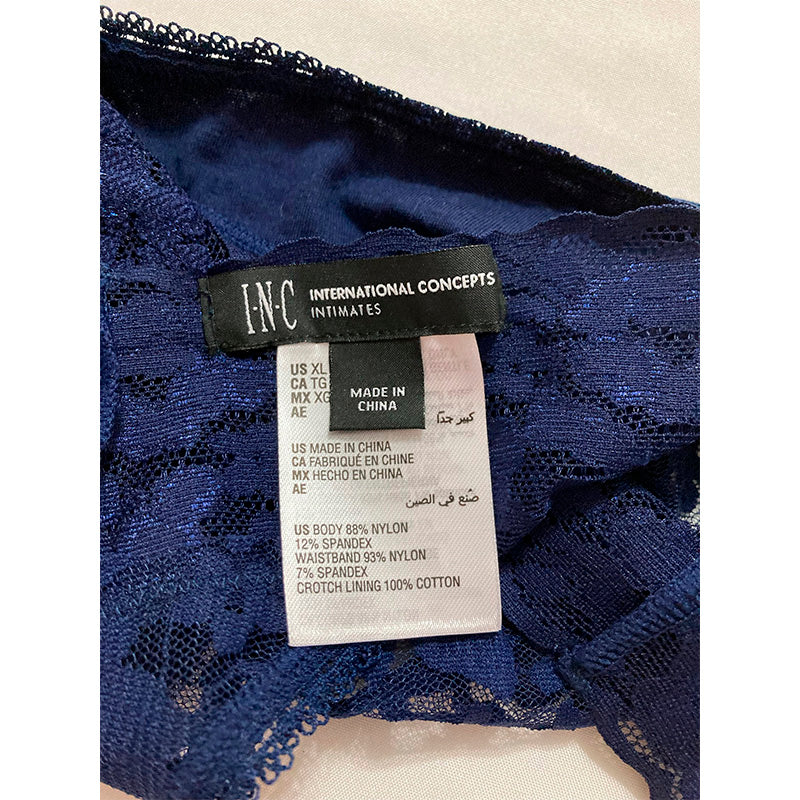 I·N·C INTERNATIONAL CONCEPTS
INTIMATES
MADE IN
CHINA
US XL
CA TG
MX XG
AE
كبير جدًا
US MADE IN CHINA
CA FABRIQUÉ EN CHINE
MX HECHO EN CHINA
AE
صُنع في الصين
US BODY 88% NYLON
12% SPANDEX
WAISTBAND 93% NYLON
7% SPANDEX
CROTCH LINING 100% COTTON